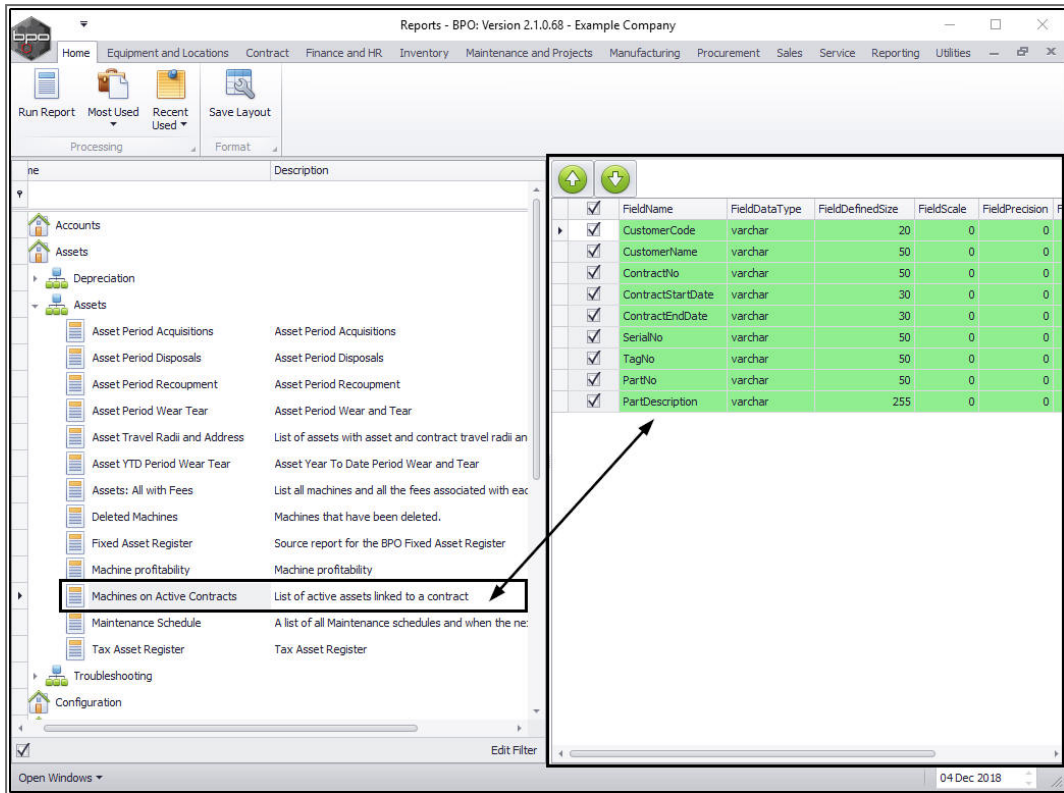 Reports - BPO: Version 2.1.0.68 - Example Company
bpo
Home Equipment and Locations Contract Finance and HR Inventory Maintenance and Projects Manufacturing Procurement Sales Service Reporting Utilities
Run Report Most Used Recent Used Save Layout
Processing Format
ne Description
FieldName FieldDataType FieldDefinedSize FieldScale FieldPrecision F
CustomerCode varchar 20 0 0
CustomerName varchar 50 0 0
ContractNo varchar 50 0 0
ContractStartDate varchar 30 0 0
ContractEndDate varchar 30 0 0
SerialNo varchar 50 0 0
TagNo varchar 50 0 0
PartNo varchar 50 0 0
PartDescription varchar 255 0 0
Accounts
Assets
Depreciation
Assets
Asset Period Acquisitions Asset Period Acquisitions
Asset Period Disposals Asset Period Disposals
Asset Period Recoupment Asset Period Recoupment
Asset Period Wear Tear Asset Period Wear and Tear
Asset Travel Radii and Address List of assets with asset and contract travel radii an
Asset YTD Period Wear Tear Asset Year To Date Period Wear and Tear
Assets: All with Fees List all machines and all the fees associated with eac
Deleted Machines Machines that have been deleted.
Fixed Asset Register Source report for the BPO Fixed Asset Register
Machine profitability Machine profitability
Machines on Active Contracts List of active assets linked to a contract
Maintenance Schedule A list of all Maintenance schedules and when the ne
Tax Asset Register Tax Asset Register
Troubleshooting
Configuration
Edit Filter
Open Windows 04 Dec 2018